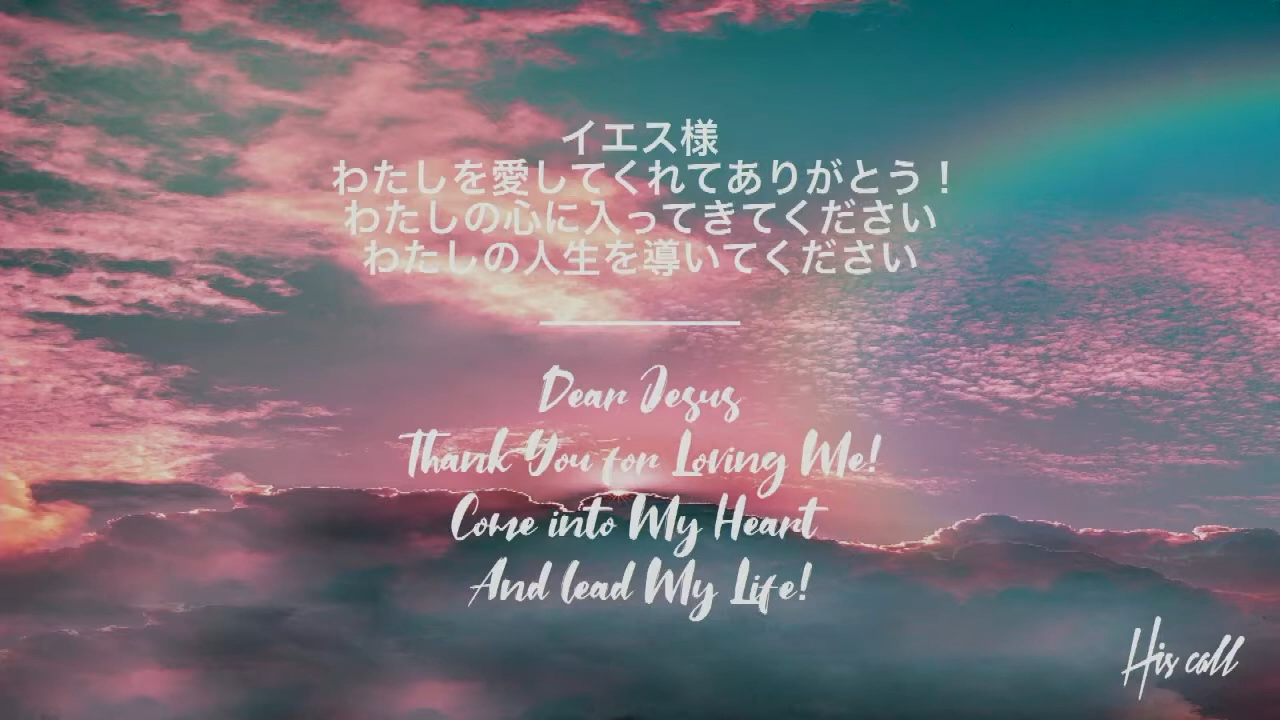 イエス様
わたしを愛してくれてありがとう！
わたしの心に入ってきてください
わたしの人生を導いてください
Dear Jesus
Thank You for Loving Me!
Come into My Heart
And lead My Life!
His call